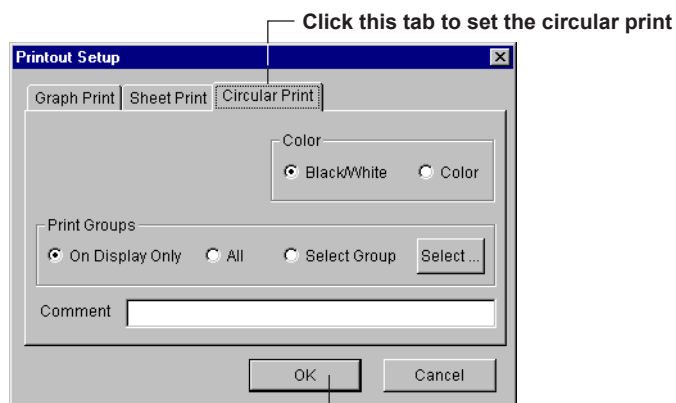 Click this tab to set the circular print
Printout Setup
Graph Print Sheet Print Circular Print
Color
Black/White Color
Print Groups
On Display Only All Select Group Select ...
Comment
OK Cancel